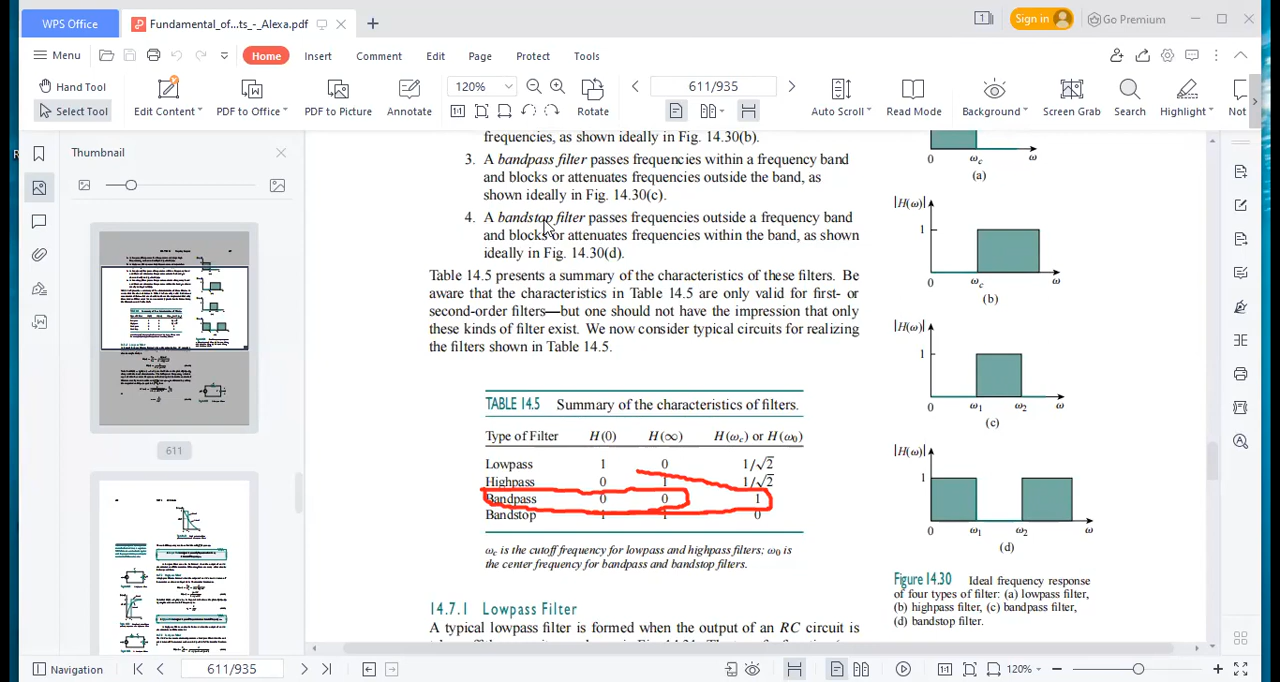 WPS Office
Fundamental_of...ts_-_Alexa.pdf
Sign in
Go Premium
Menu
Home
Insert
Comment
Edit
Page
Protect
Tools
Hand Tool
Select Tool
Edit Content
PDF to Office
PDF to Picture
Annotate
120%
Rotate
611/935
Auto Scroll
Read Mode
Background
Screen Grab
Search
Highlight
Not
Thumbnail
611
frequencies, as shown ideally in Fig. 14.30(b).
3. A bandpass filter passes frequencies within a frequency band
and blocks or attenuates frequencies outside the band, as
shown ideally in Fig. 14.30(c).
4. A bandstop filter passes frequencies outside a frequency band
and blocks or attenuates frequencies within the band, as shown
ideally in Fig. 14.30(d).
Table 14.5 presents a summary of the characteristics of these filters. Be
aware that the characteristics in Table 14.5 are only valid for first- or
second-order filters—but one should not have the impression that only
these kinds of filter exist. We now consider typical circuits for realizing
the filters shown in Table 14.5.
TABLE 14.5 Summary of the characteristics of filters.
Type of Filter H(0) H(∞) H(ωc) or H(ω0)
Lowpass 1 0 1/√2
Highpass 0 1 1/√2
Bandpass 0 0 1
Bandstop 1 1 0
ωc is the cutoff frequency for lowpass and highpass filters; ω0 is
the center frequency for bandpass and bandstop filters.
14.7.1 Lowpass Filter
A typical lowpass filter is formed when the output of an RC circuit is
0 ωc ω
(a)
|H(ω)|
1
0 ωc ω
(b)
|H(ω)|
1
0 ω1 ω2 ω
(c)
|H(ω)|
1
0 ω1 ω2 ω
(d)
Figure 14.30 Ideal frequency response
of four types of filter: (a) lowpass filter,
(b) highpass filter, (c) bandpass filter,
(d) bandstop filter.
Navigation
611/935
120%